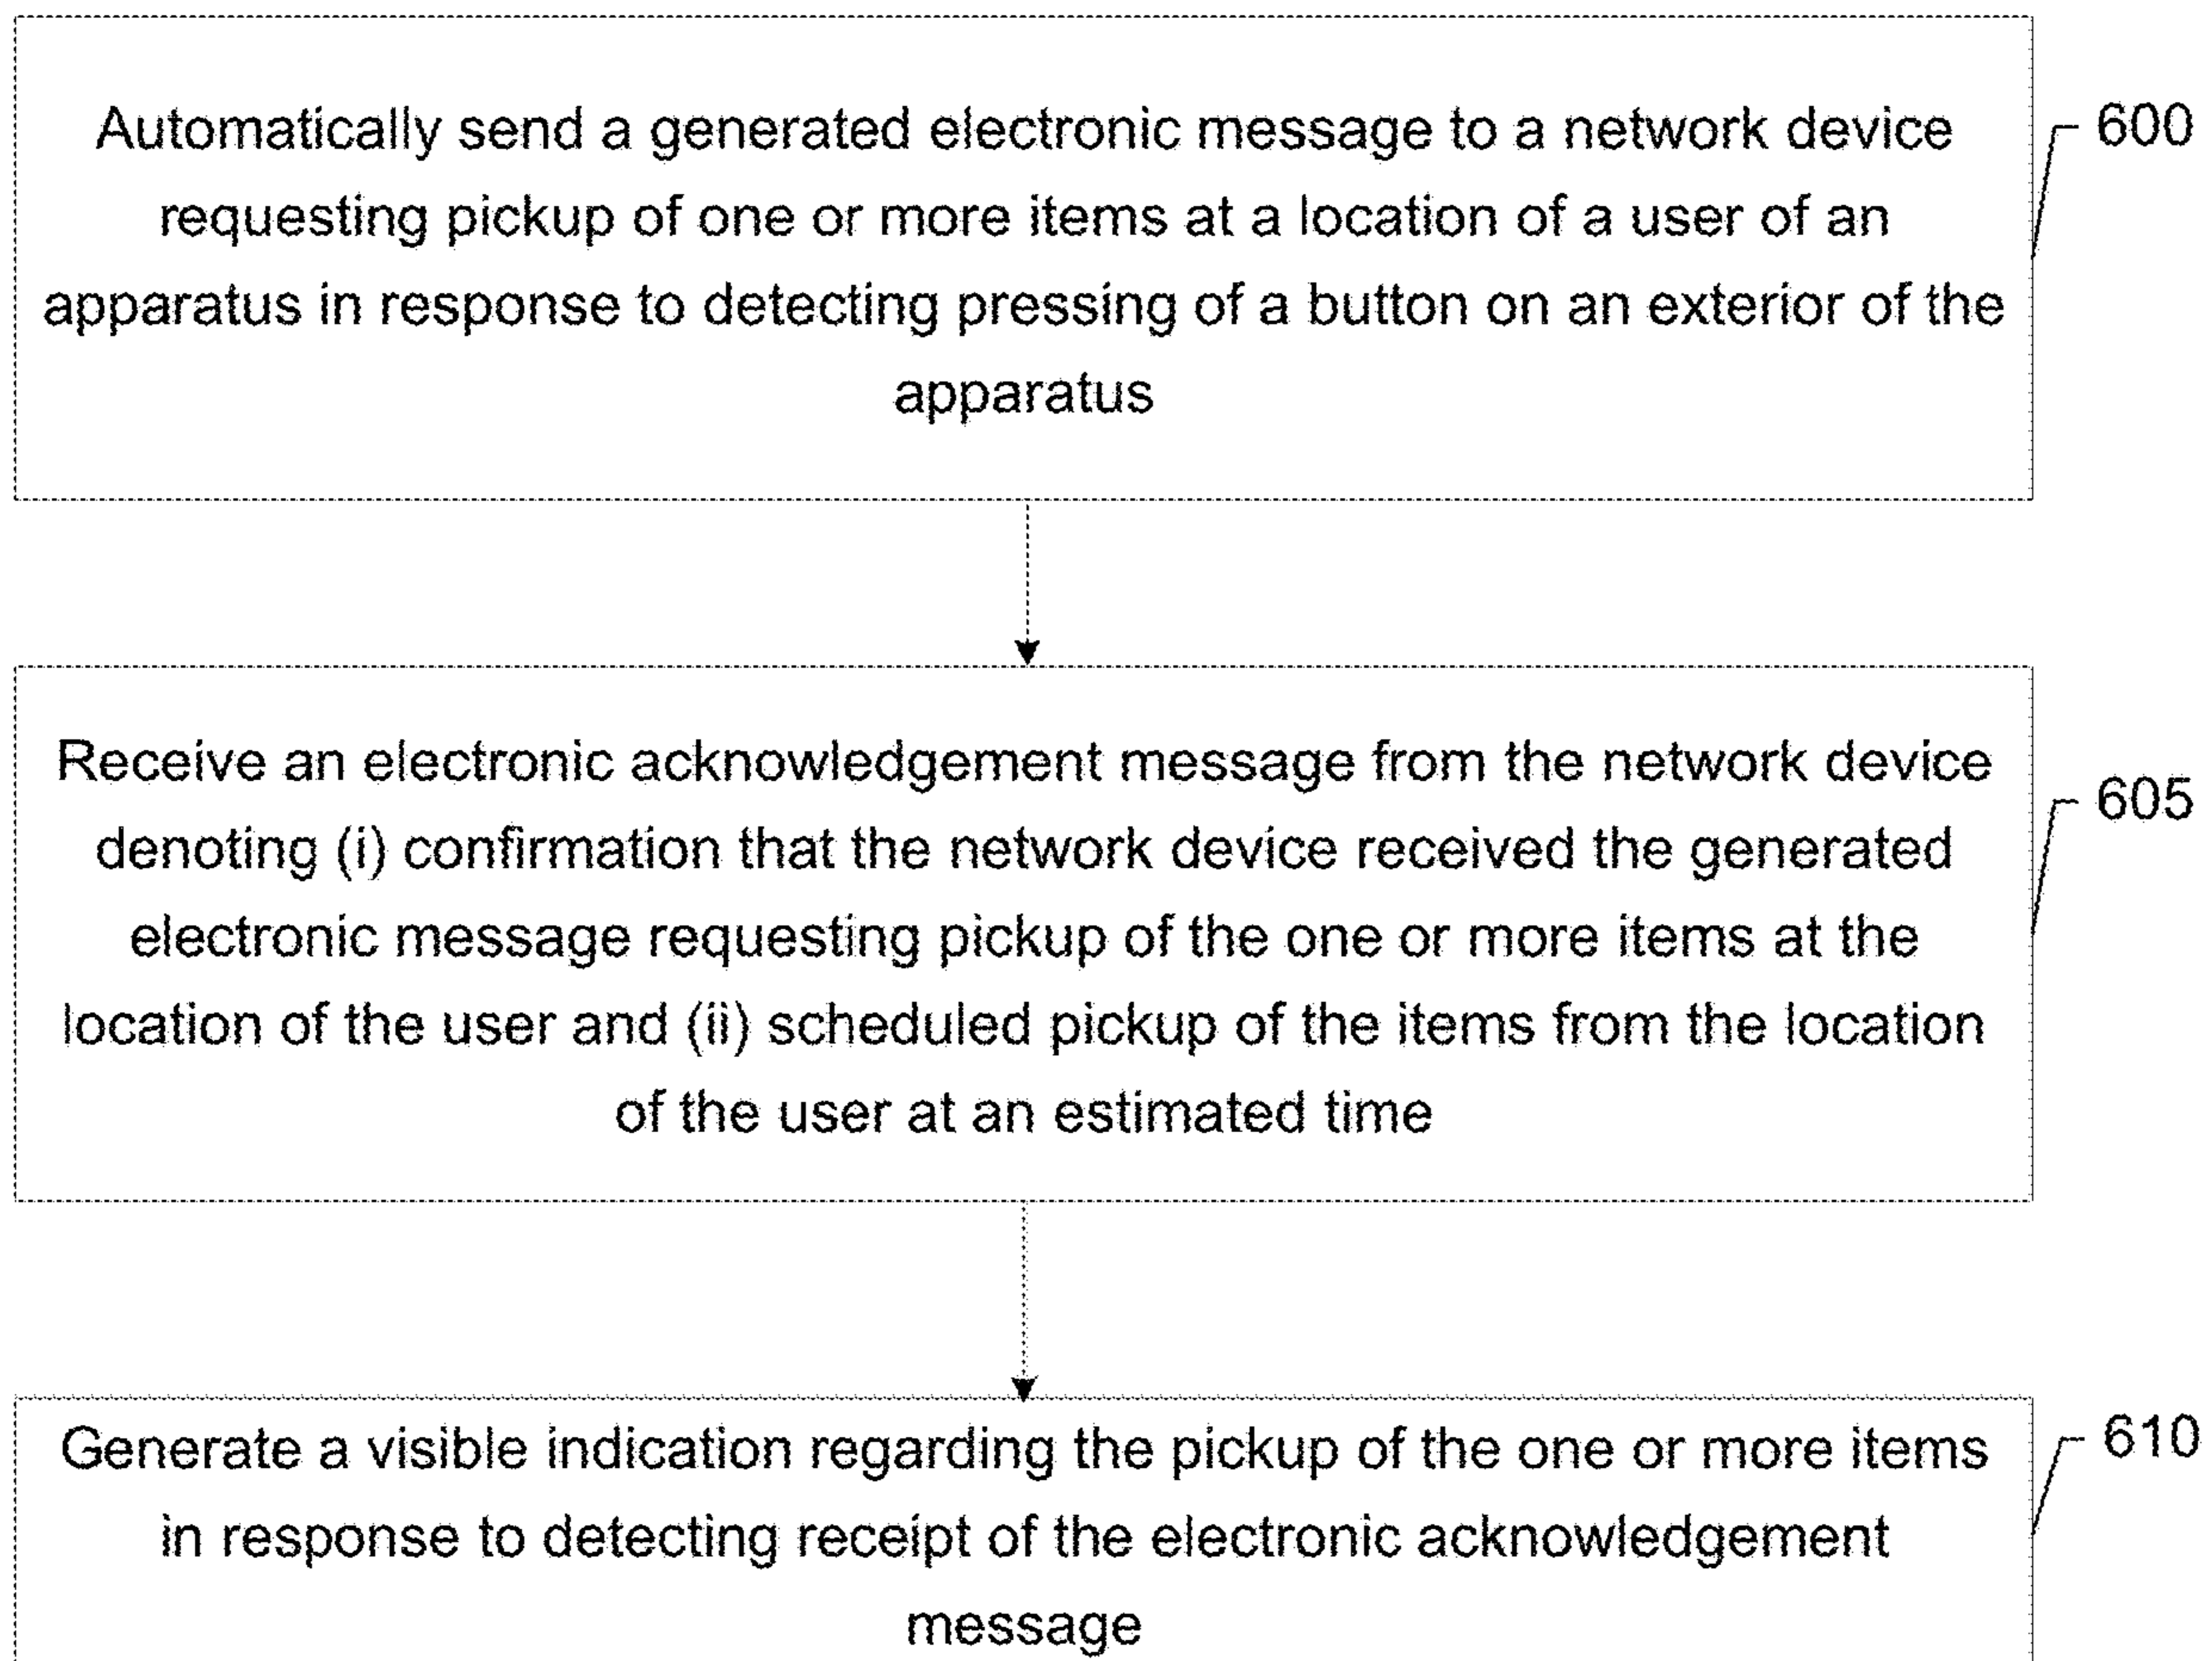 Automatically send a generated electronic message to a network device
requesting pickup of one or more items at a location of a user of an
apparatus in response to detecting pressing of a button on an exterior of the
apparatus
600
Receive an electronic acknowledgement message from the network device
denoting (i) confirmation that the network device received the generated
electronic message requesting pickup of the one or more items at the
location of the user and (ii) scheduled pickup of the items from the location
of the user at an estimated time
605
Generate a visible indication regarding the pickup of the one or more items
in response to detecting receipt of the electronic acknowledgement
message
610